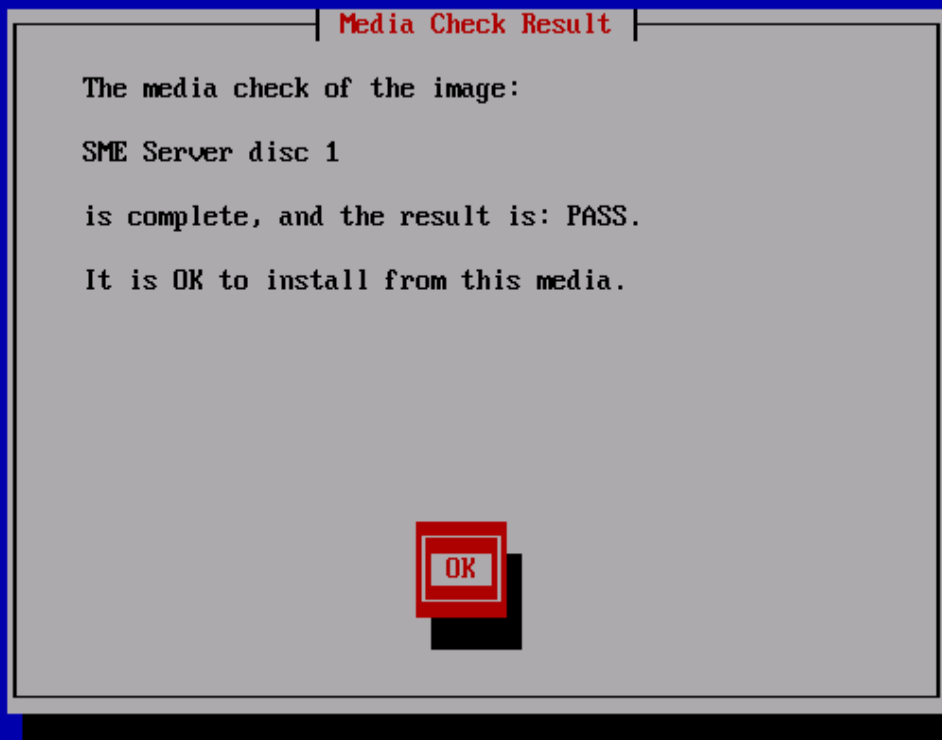 Media Check Result
The media check of the image:
SME Server disc 1
is complete, and the result is: PASS.
It is OK to install from this media.
OK